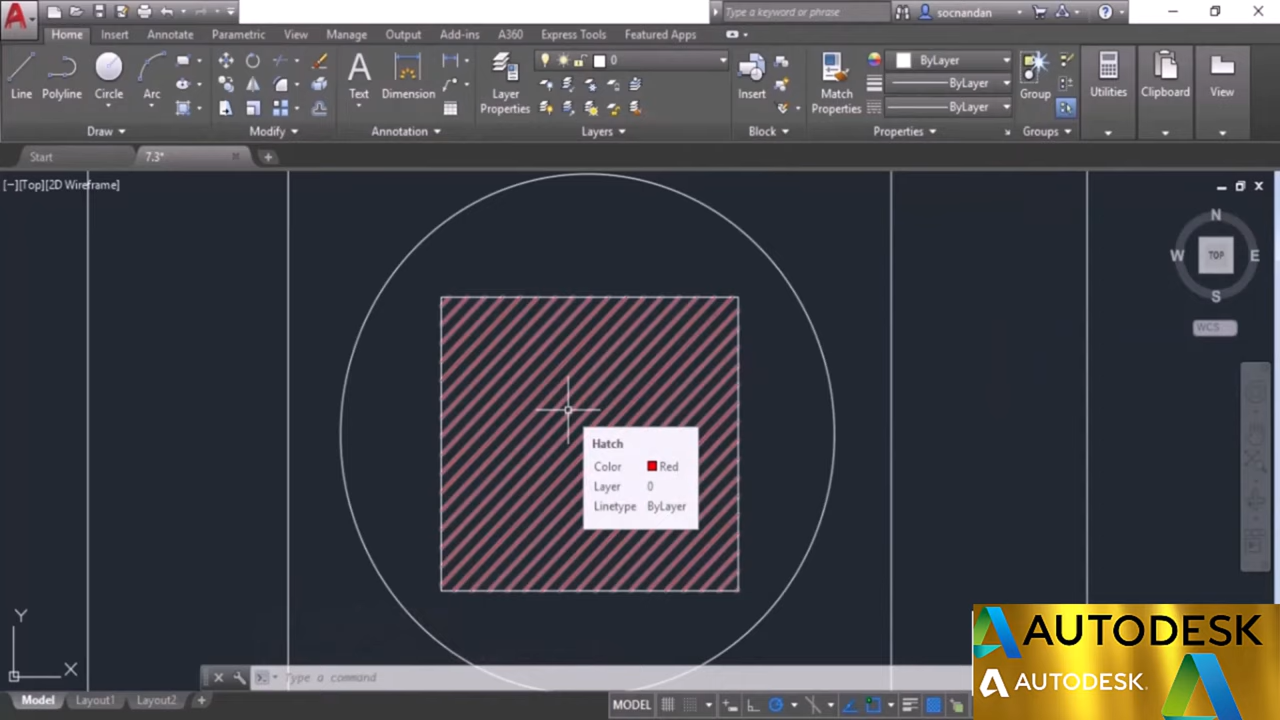 Type a keyword or phrase
socnandan
Home Insert Annotate Parametric View Manage Output Add-ins A360 Express Tools Featured Apps
0
ByLayer
Line Polyline Circle Arc Text Dimension Layer Properties Insert Match Properties ByLayer Group Utilities Clipboard View
ByLayer
Draw Modify Annotation Layers Block Properties Groups
Start 7.3*
[−][Top][2D Wireframe]
N
W TOP E
S
WCS
Hatch
Color Red
Layer 0
Linetype ByLayer
Y
X
Type a command
Model Layout1 Layout2
MODEL
AUTODESK
AUTODESK.